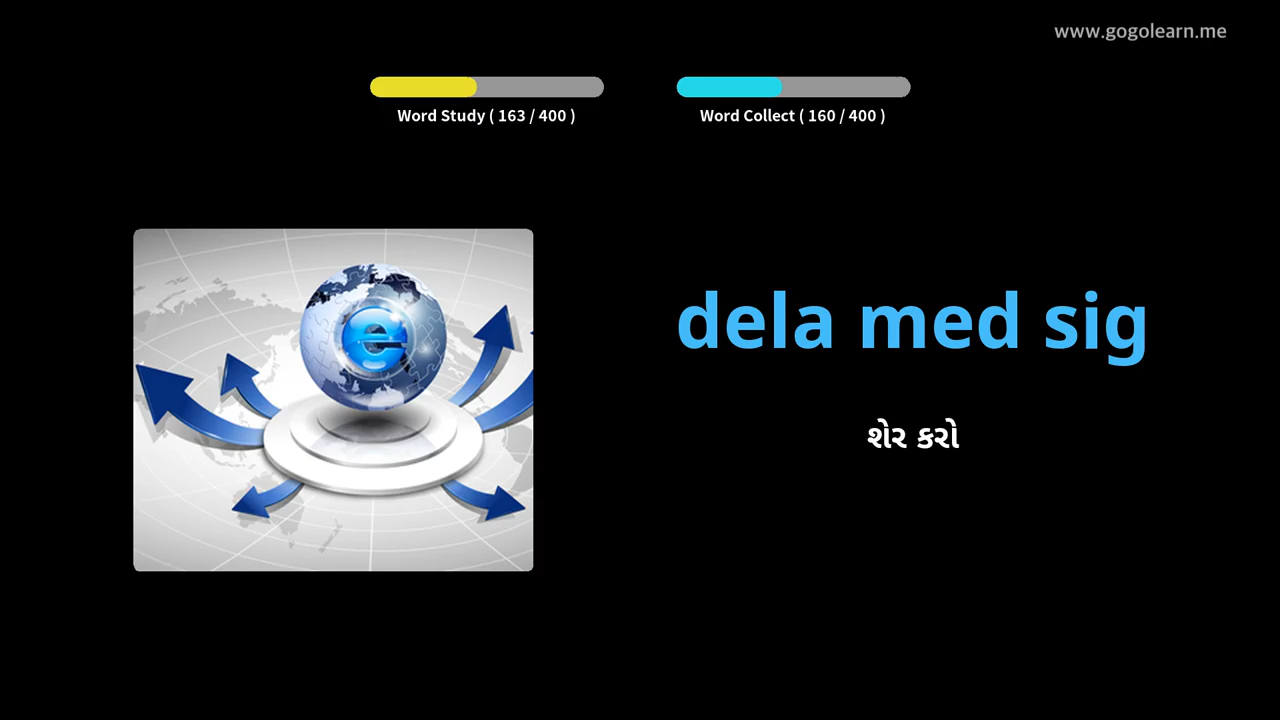 www.gogolearn.me
Word Study ( 163 / 400 )
Word Collect ( 160 / 400 )
e
dela med sig
શેર કરો